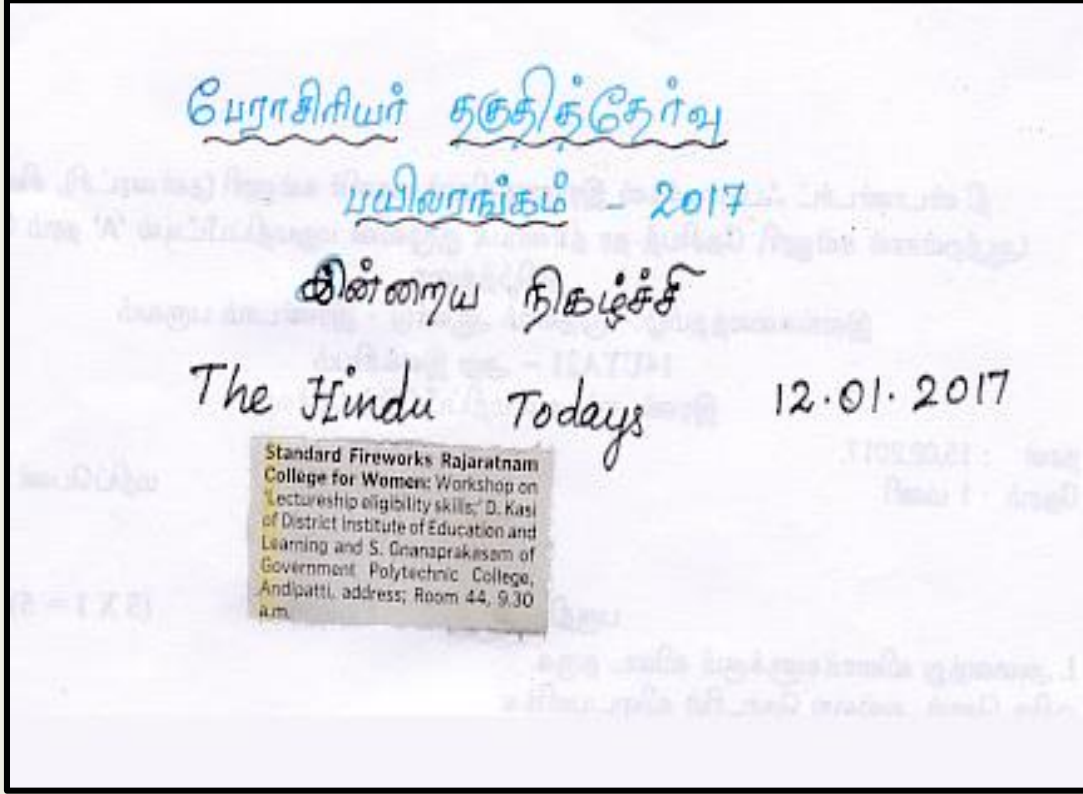 பேராசிரியர் தகுதித்தேர்வு
பயிலரங்கம் - 2017
இன்றைய நிகழ்ச்சி
The Hindu Todays 12.01.2017
Standard Fireworks Rajaratnam
College for Women: Workshop on
'Lectureship eligibility skills;' D. Kasi
of District Institute of Education and
Learning and S. Gnanaprakasam of
Government Polytechnic College,
Andipatti, address; Room 44, 9.30
a.m.